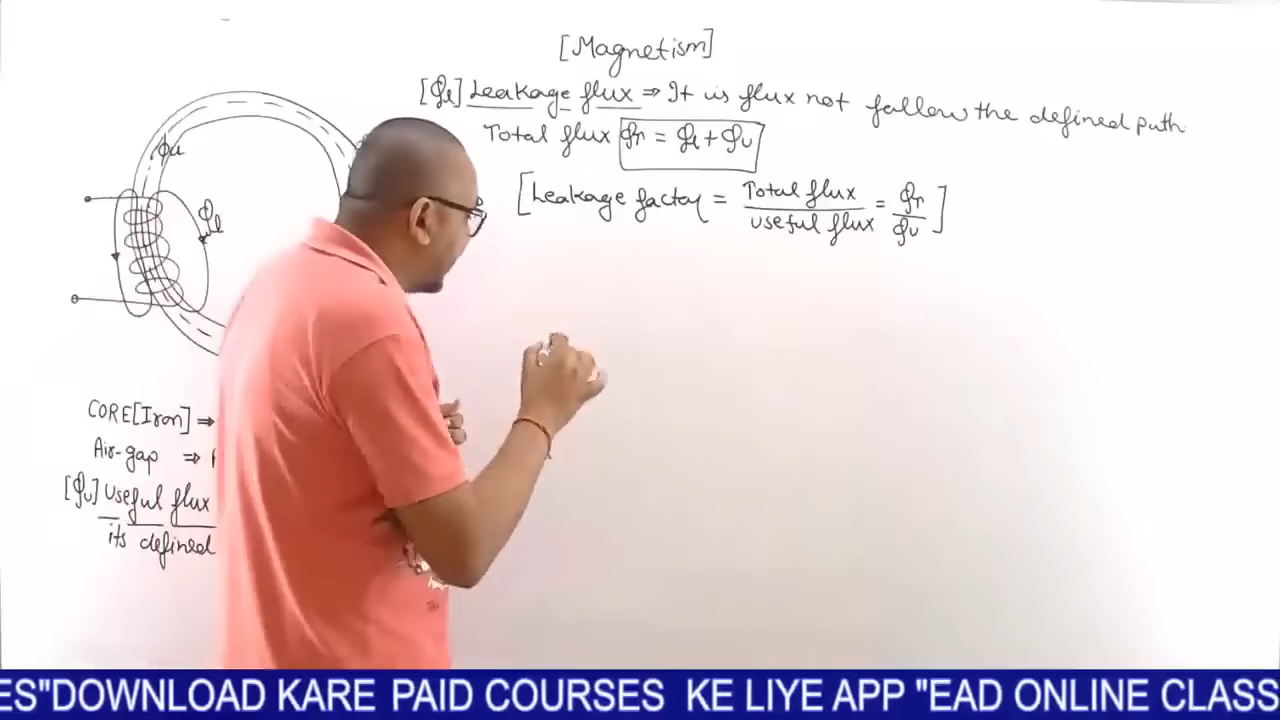 [Magnetism]
[φl] Leakage flux ⇒ It is flux not follow the defined path.
Total flux φT = φl + φu
[Leakage factor = Total flux / useful flux = φT / φu]
φu
φl
CORE[Iron] ⇒
Air-gap ⇒
[φu] useful flux
its defined
ES"DOWNLOAD KARE PAID COURSES KE LIYE APP "EAD ONLINE CLASS